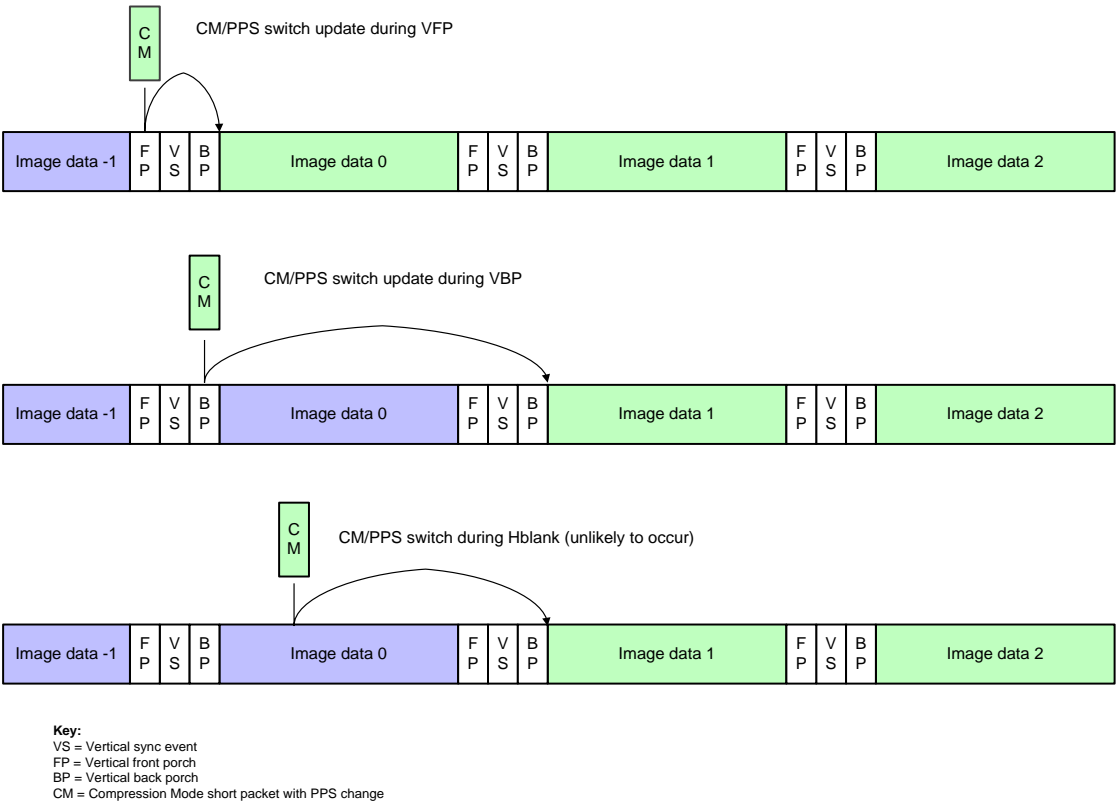 C
M
CM/PPS switch update during VFP
Image data -1
F
P
V
S
B
P
Image data 0
F
P
V
S
B
P
Image data 1
F
P
V
S
B
P
Image data 2
C
M
CM/PPS switch update during VBP
Image data -1
F
P
V
S
B
P
Image data 0
F
P
V
S
B
P
Image data 1
F
P
V
S
B
P
Image data 2
C
M
CM/PPS switch during Hblank (unlikely to occur)
Image data -1
F
P
V
S
B
P
Image data 0
F
P
V
S
B
P
Image data 1
F
P
V
S
B
P
Image data 2
Key:
VS = Vertical sync event
FP = Vertical front porch
BP = Vertical back porch
CM = Compression Mode short packet with PPS change